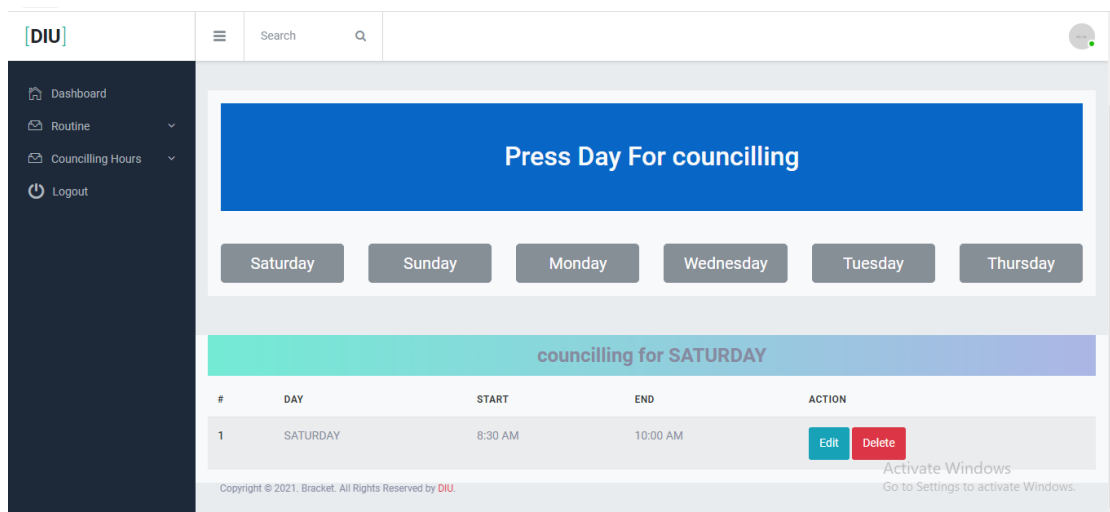 [DIU]
Search
Dashboard
Routine
Councilling Hours
Logout
Press Day For councilling
Saturday Sunday Monday Wednesday Tuesday Thursday
councilling for SATURDAY
# DAY START END ACTION
1 SATURDAY 8:30 AM 10:00 AM Edit Delete
Activate Windows
Go to Settings to activate Windows.
Copyright © 2021. Bracket. All Rights Reserved by DIU.